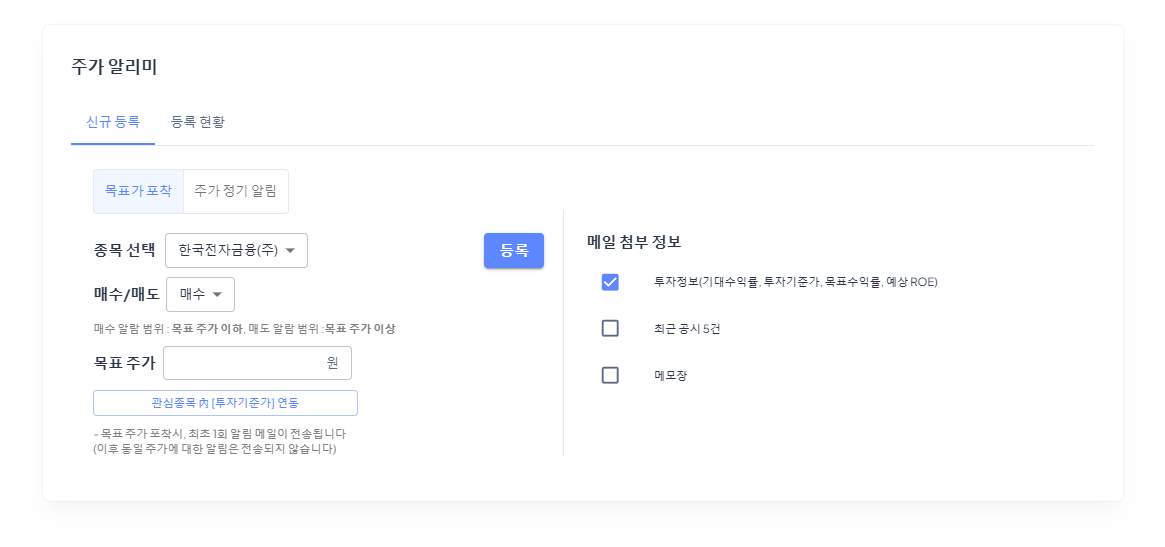 주가 알리미
신규 등록 등록 현황
목표가 포착 주가 정기 알림
종목 선택 한국전자금융(주) 등록
매수/매도 매수
매수 알람 범위 : 목표 주가 이하, 매도 알람 범위 :목표 주가 이상
목표 주가 원
관심종목 內 [투자기준가] 연동
- 목표 주가 포착시, 최초 1회 알림 메일이 전송됩니다
(이후 동일 주가에 대한 알림은 전송되지 않습니다)
메일 첨부 정보
투자정보(기대수익률, 투자기준가, 목표수익률, 예상 ROE)
최근 공시 5건
메모장